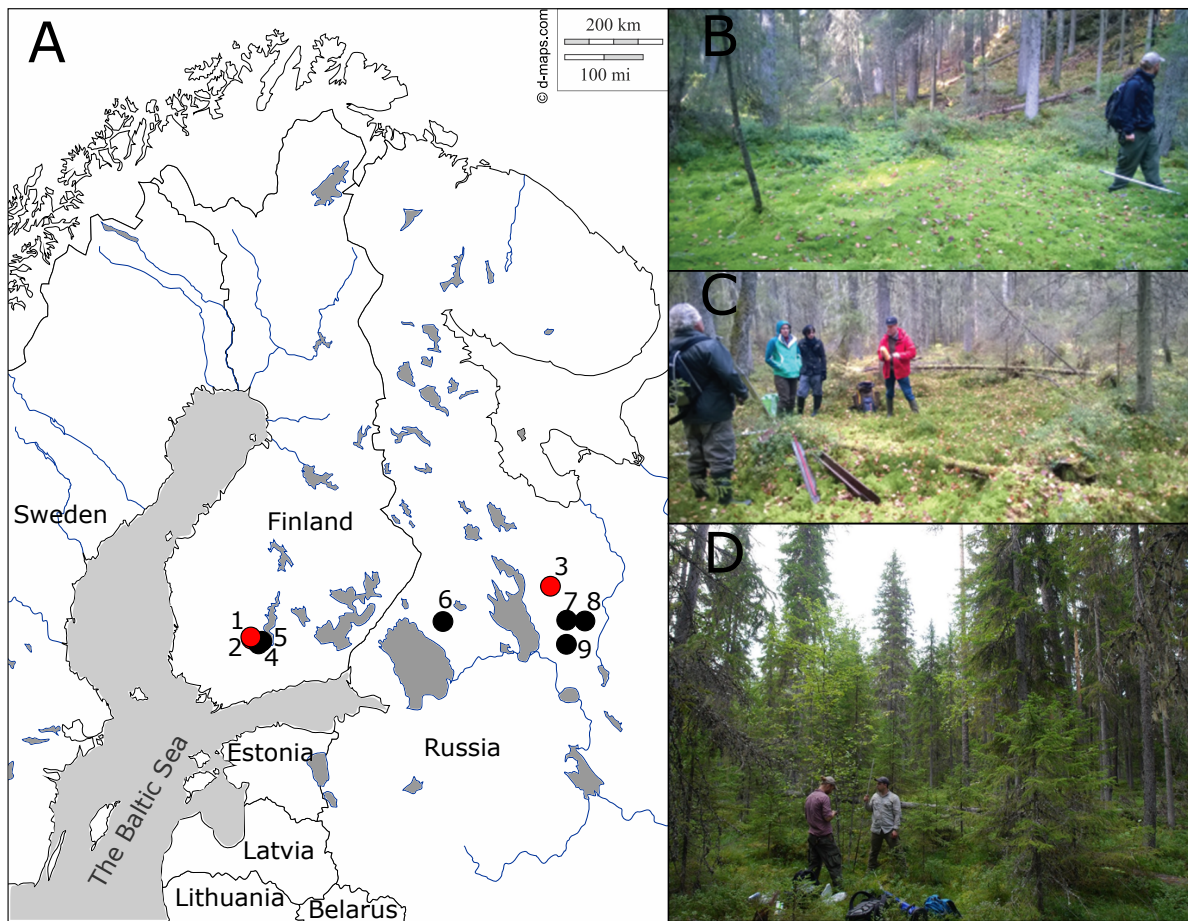 A
200 km
100 mi
© d-maps.com
Sweden
Finland
1
2
5
4
6
3
7
8
9
Estonia
Russia
The Baltic Sea
Latvia
Lithuania
Belarus
B
C
D